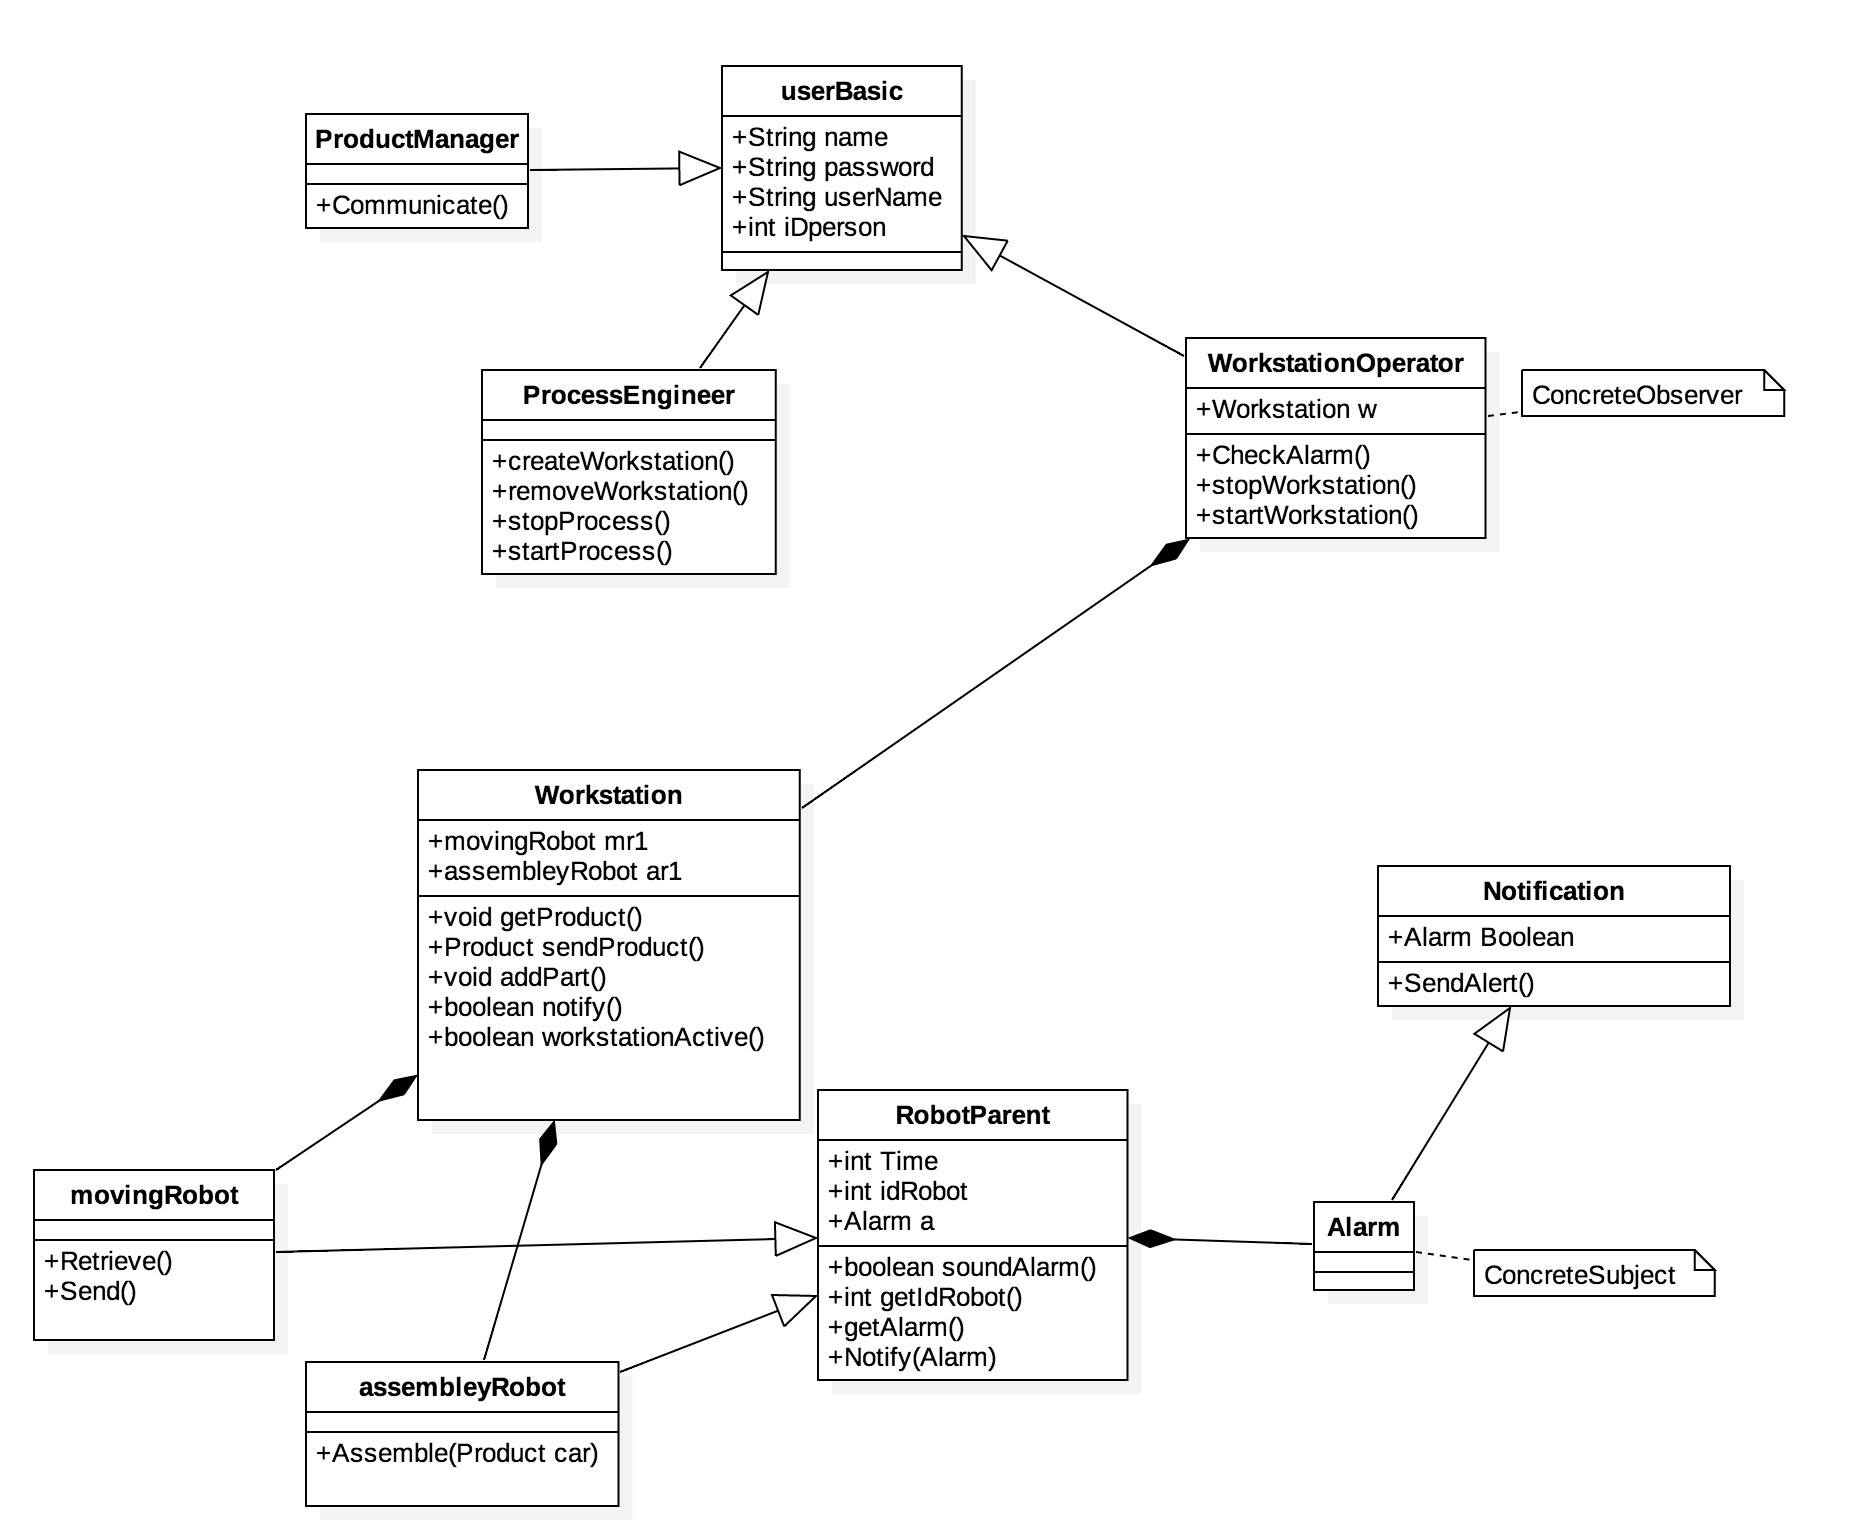 userBasic
+String name
+String password
+String userName
+int iDperson
ProductManager
+Communicate()
ProcessEngineer
+createWorkstation()
+removeWorkstation()
+stopProcess()
+startProcess()
WorkstationOperator
+Workstation w
+CheckAlarm()
+stopWorkstation()
+startWorkstation()
ConcreteObserver
Workstation
+movingRobot mr1
+assembleyRobot ar1
+void getProduct()
+Product sendProduct()
+void addPart()
+boolean notify()
+boolean workstationActive()
Notification
+Alarm Boolean
+SendAlert()
RobotParent
+int Time
+int idRobot
+Alarm a
+boolean soundAlarm()
+int getIdRobot()
+getAlarm()
+Notify(Alarm)
movingRobot
+Retrieve()
+Send()
Alarm
ConcreteSubject
assembleyRobot
+Assemble(Product car)